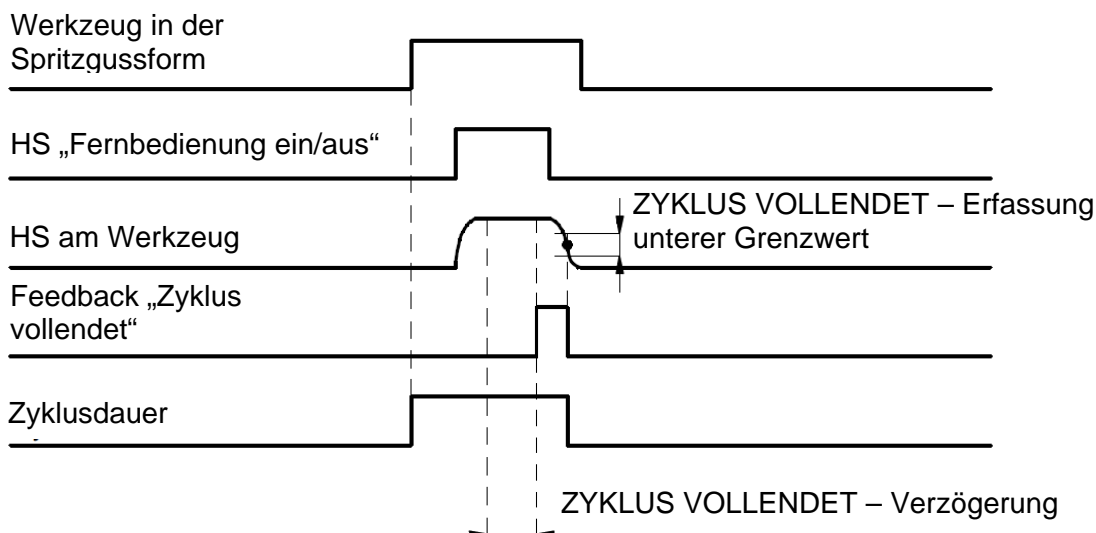 Werkzeug in der
Spritzgussform
HS „Fernbedienung ein/aus“
ZYKLUS VOLLENDET – Erfassung
unterer Grenzwert
HS am Werkzeug
Feedback „Zyklus
vollendet“
Zyklusdauer
ZYKLUS VOLLENDET – Verzögerung